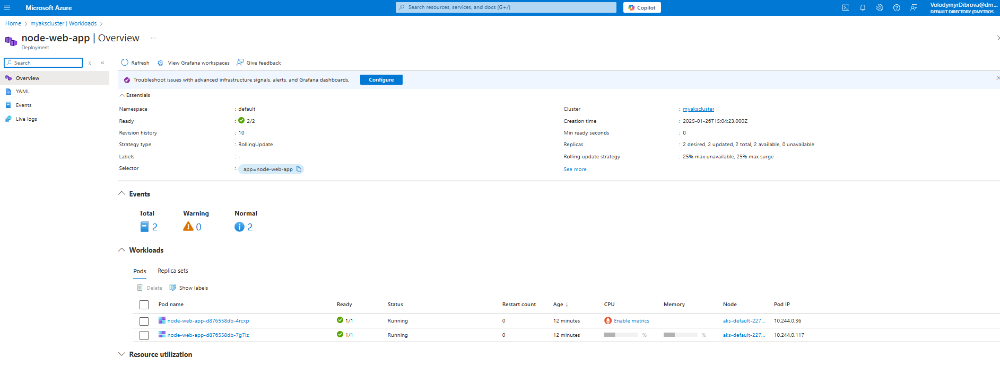 Microsoft Azure
Search resources, services, and docs (G+/)
Copilot
VolodymyrDibrova@dm...
DEFAULT DIRECTORY (DMYTROS...
Home > myakscluster | Workloads >
node-web-app | Overview ...
Deployment
Search
Overview
YAML
Events
Live logs
Refresh View Grafana workspaces Give feedback
Troubleshoot issues with advanced infrastructure signals, alerts, and Grafana dashboards. Configure
Essentials
Namespace : default
Ready : 2/2
Revision history : 10
Strategy type : RollingUpdate
Labels : -
Selector : app=node-web-app
Cluster : myakscluster
Creation time : 2025-01-26T15:04:23.000Z
Min ready seconds : 0
Replicas : 2 desired, 2 updated, 2 total, 2 available, 0 unavailable
Rolling update strategy : 25% max unavailable, 25% max surge
See more
Events
Total Warning Normal
2 0 2
Workloads
Pods Replica sets
Delete Show labels
Pod name Ready Status Restart count Age ↓ CPU Memory Node Pod IP
node-web-app-d876558db-4rcxp 1/1 Running 0 12 minutes Enable metrics aks-default-227... 10.244.0.36
node-web-app-d876558db-7g7lz 1/1 Running 0 12 minutes % % aks-default-227... 10.244.0.117
Resource utilization